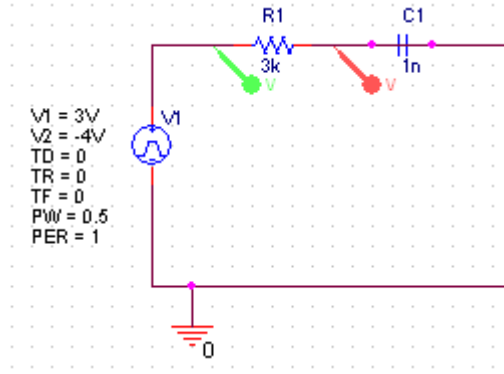 R1
C1
3k
V
V
1n
V1
V1 = 3V
V2 = -4V
TD = 0
TR = 0
TF = 0
PW = 0.5
PER = 1
0